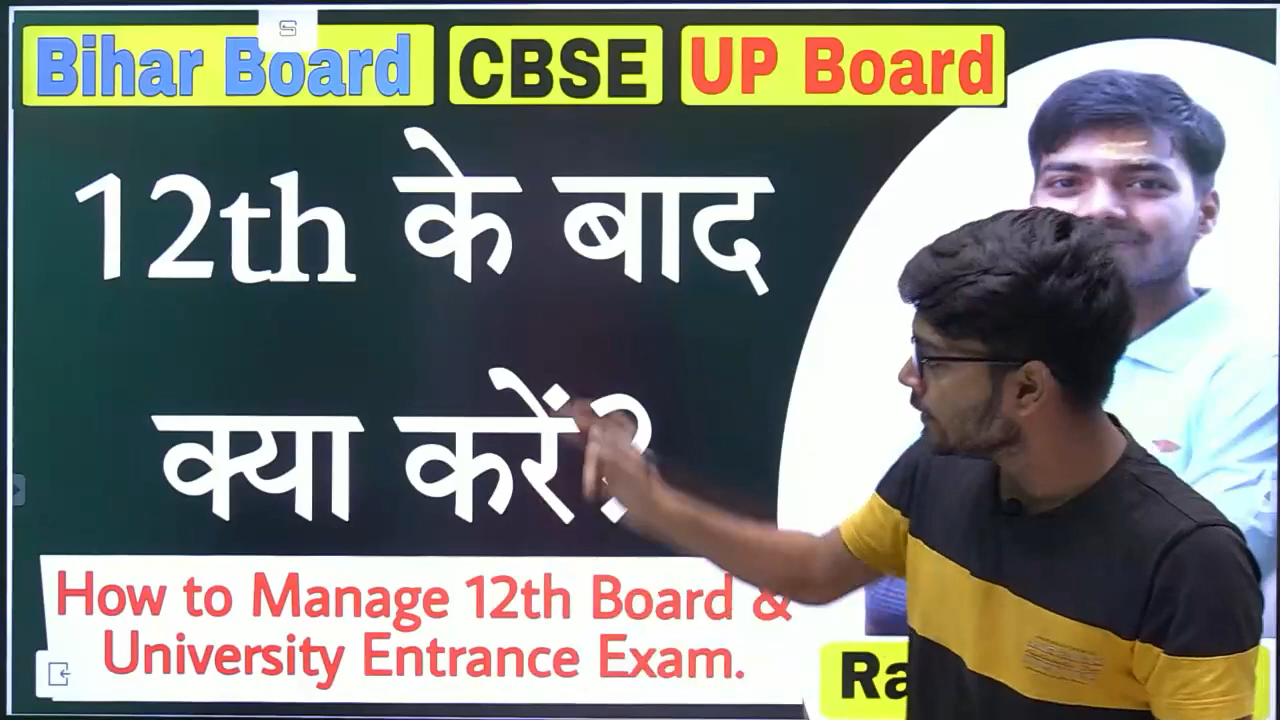 Bihar Board CBSE UP Board
12th के बाद
क्या करें?
How to Manage 12th Board &
University Entrance Exam.